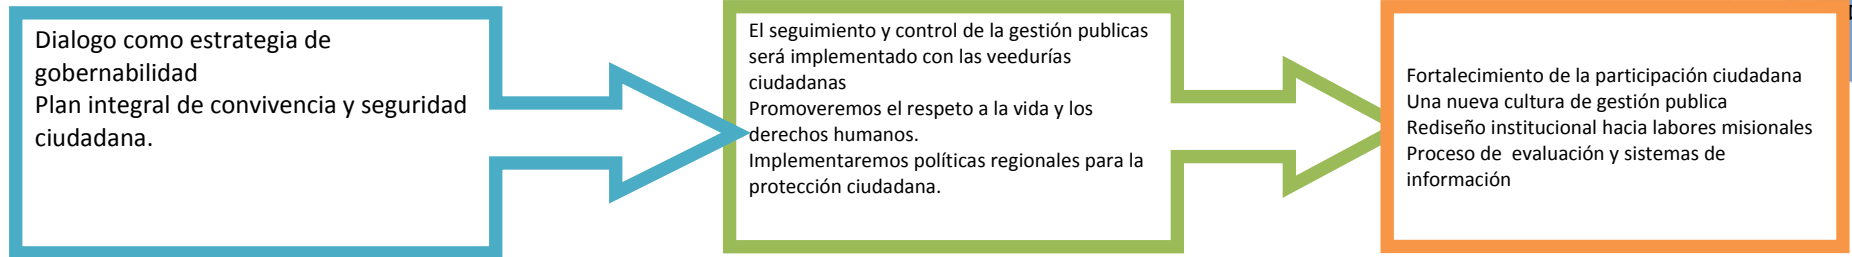 Dialogo como estrategia de
gobernabilidad
Plan integral de convivencia y seguridad
ciudadana.
El seguimiento y control de la gestión publicas
será implementado con las veedurías
ciudadanas
Promoveremos el respeto a la vida y los
derechos humanos.
Implementaremos políticas regionales para la
protección ciudadana.
Fortalecimiento de la participación ciudadana
Una nueva cultura de gestión publica
Rediseño institucional hacia labores misionales
Proceso de  evaluación y sistemas de
información